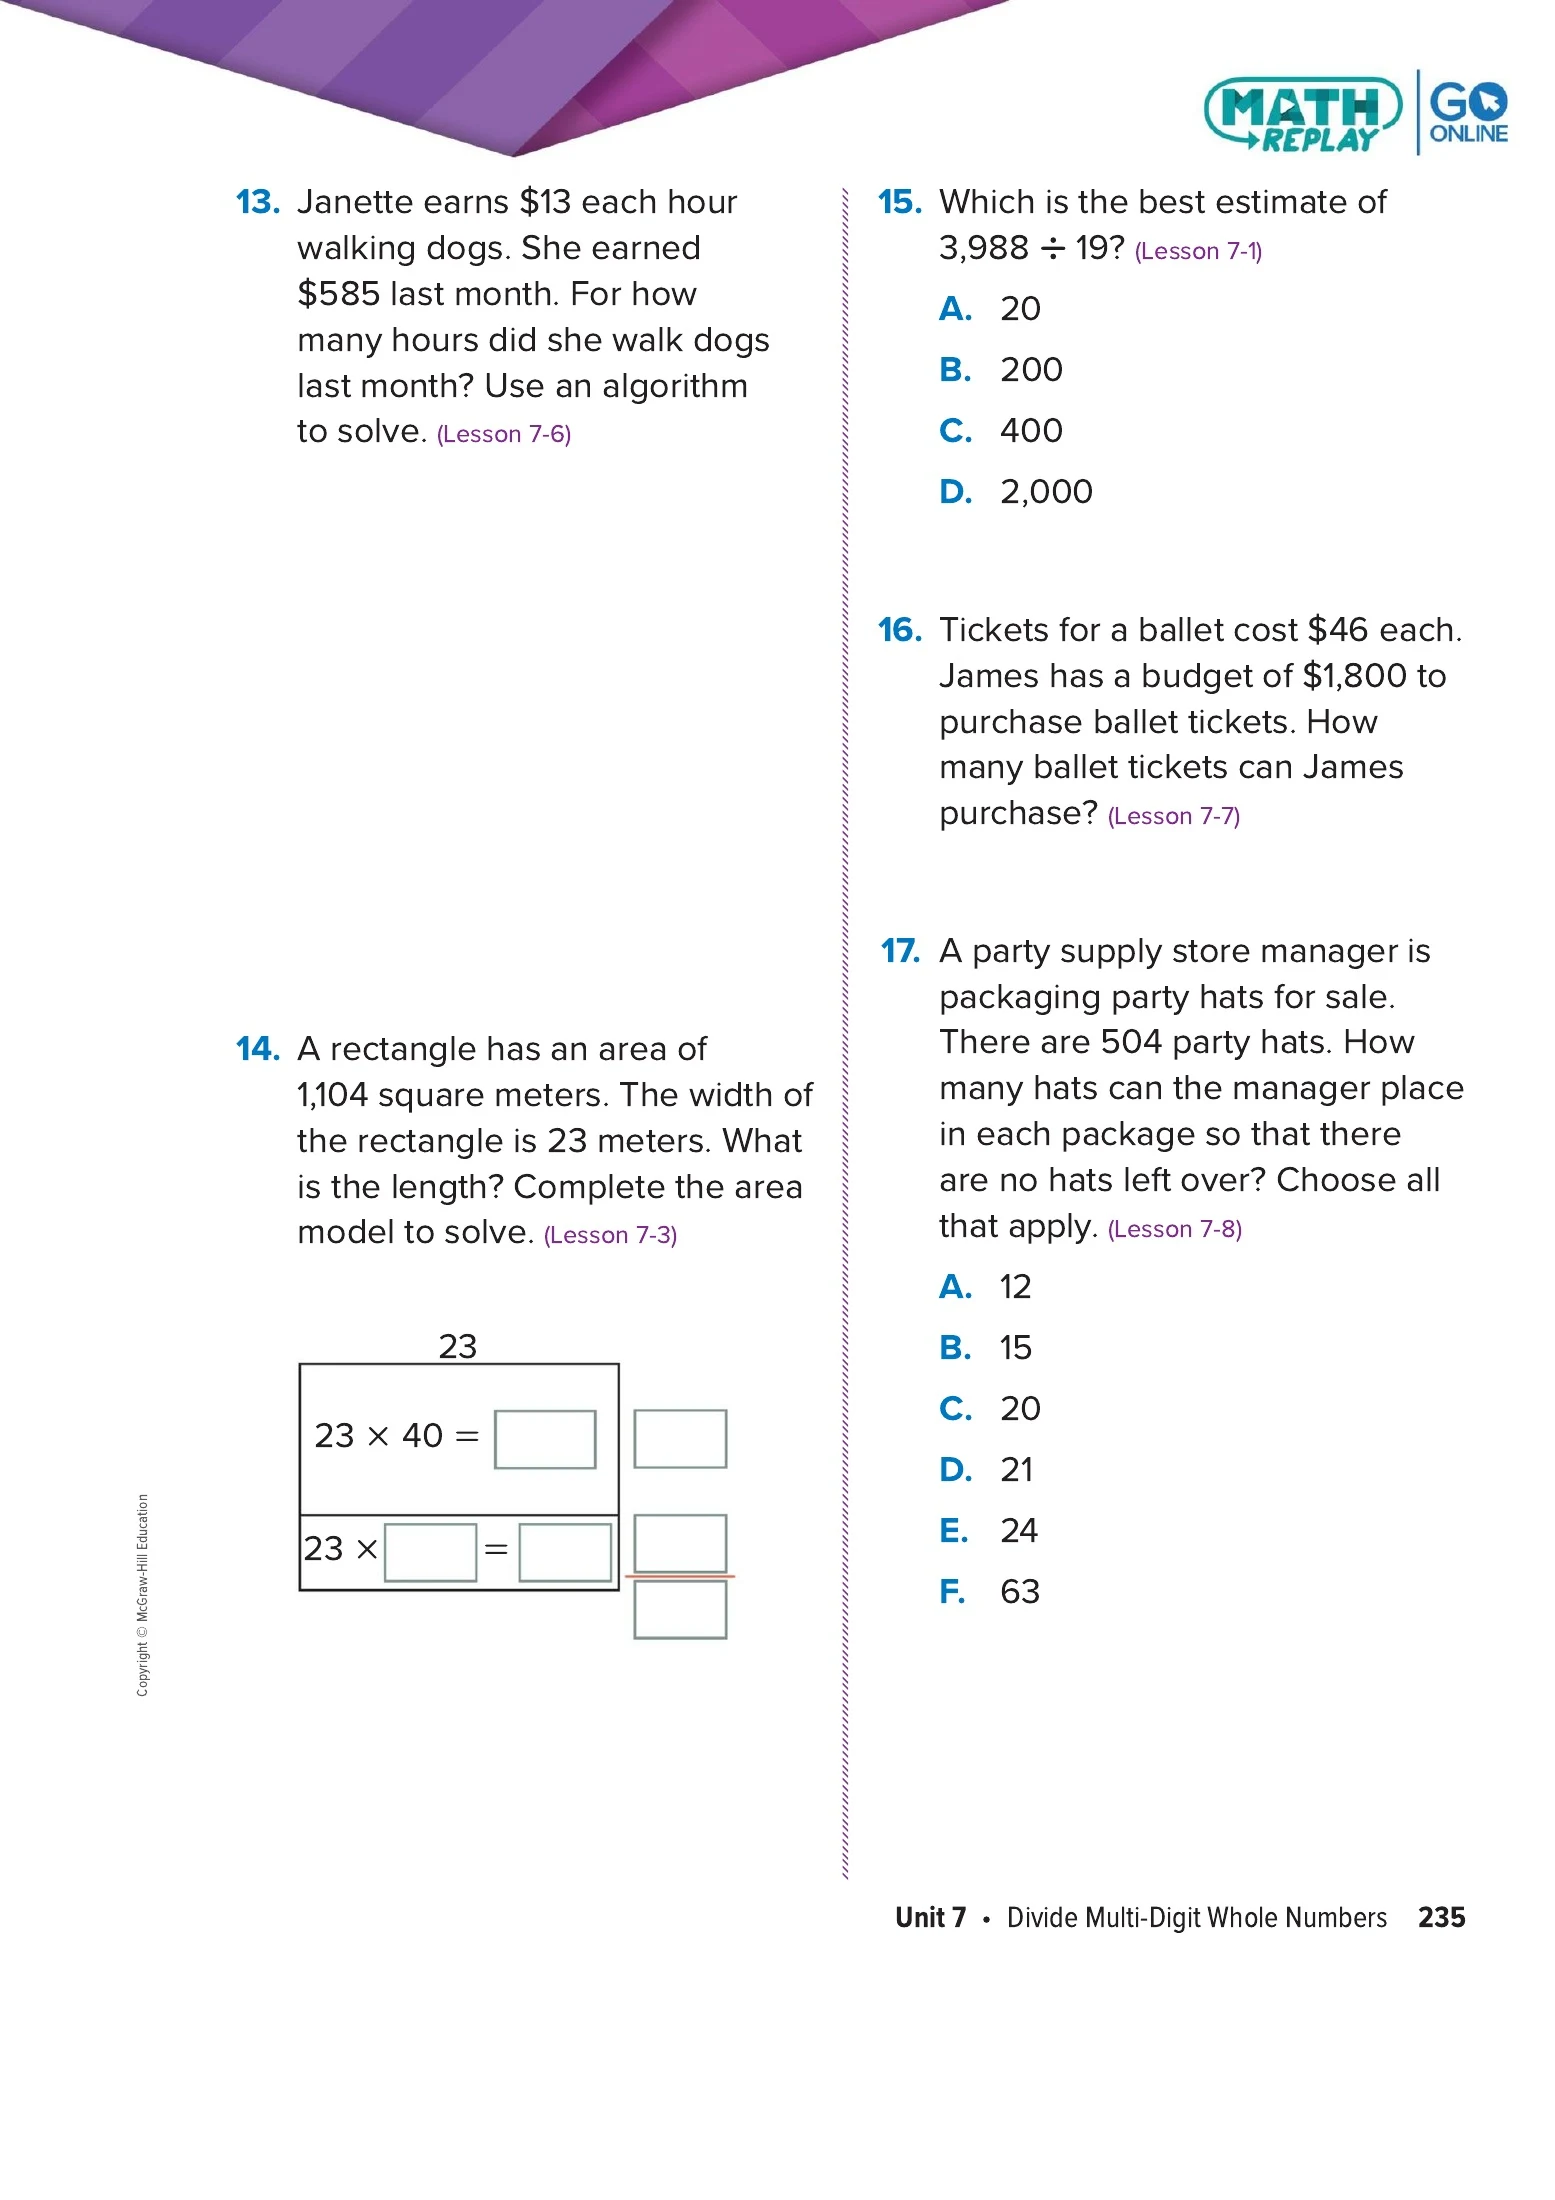 MATH
REPLAY
GO
ONLINE
13. Janette earns $13 each hour
walking dogs. She earned
$585 last month. For how
many hours did she walk dogs
last month? Use an algorithm
to solve. (Lesson 7-6)
14. A rectangle has an area of
1,104 square meters. The width of
the rectangle is 23 meters. What
is the length? Complete the area
model to solve. (Lesson 7-3)
23
23 × 40 =
23 × =
15. Which is the best estimate of
3,988 ÷ 19? (Lesson 7-1)
A. 20
B. 200
C. 400
D. 2,000
16. Tickets for a ballet cost $46 each.
James has a budget of $1,800 to
purchase ballet tickets. How
many ballet tickets can James
purchase? (Lesson 7-7)
17. A party supply store manager is
packaging party hats for sale.
There are 504 party hats. How
many hats can the manager place
in each package so that there
are no hats left over? Choose all
that apply. (Lesson 7-8)
A. 12
B. 15
C. 20
D. 21
E. 24
F. 63
Copyright © McGraw-Hill Education
Unit 7 • Divide Multi-Digit Whole Numbers 235